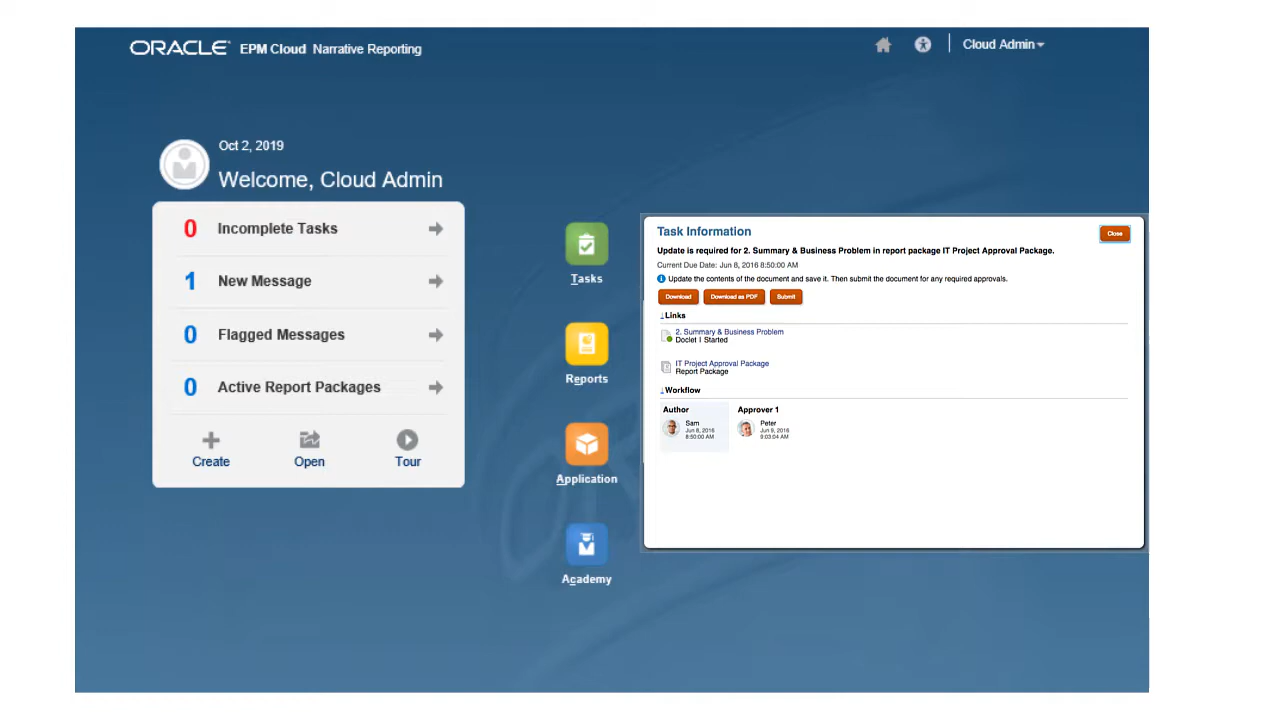 ORACLE® EPM Cloud Narrative Reporting
Cloud Admin
Oct 2, 2019
Welcome, Cloud Admin
0 Incomplete Tasks
1 New Message
0 Flagged Messages
0 Active Report Packages
Create
Open
Tour
Tasks
Reports
Application
Academy
Task Information
Close
Update is required for 2. Summary & Business Problem in report package IT Project Approval Package.
Current Due Date: Jun 8, 2016 8:50:00 AM
Update the contents of the document and save it. Then submit the document for any required approvals.
Download
Download as PDF
Submit
Links
2. Summary & Business Problem
Doclet | Started
IT Project Approval Package
Report Package
Workflow
Author
Sam
Jun 8, 2016
8:50:00 AM
Approver 1
Peter
Jun 9, 2016
9:03:04 AM